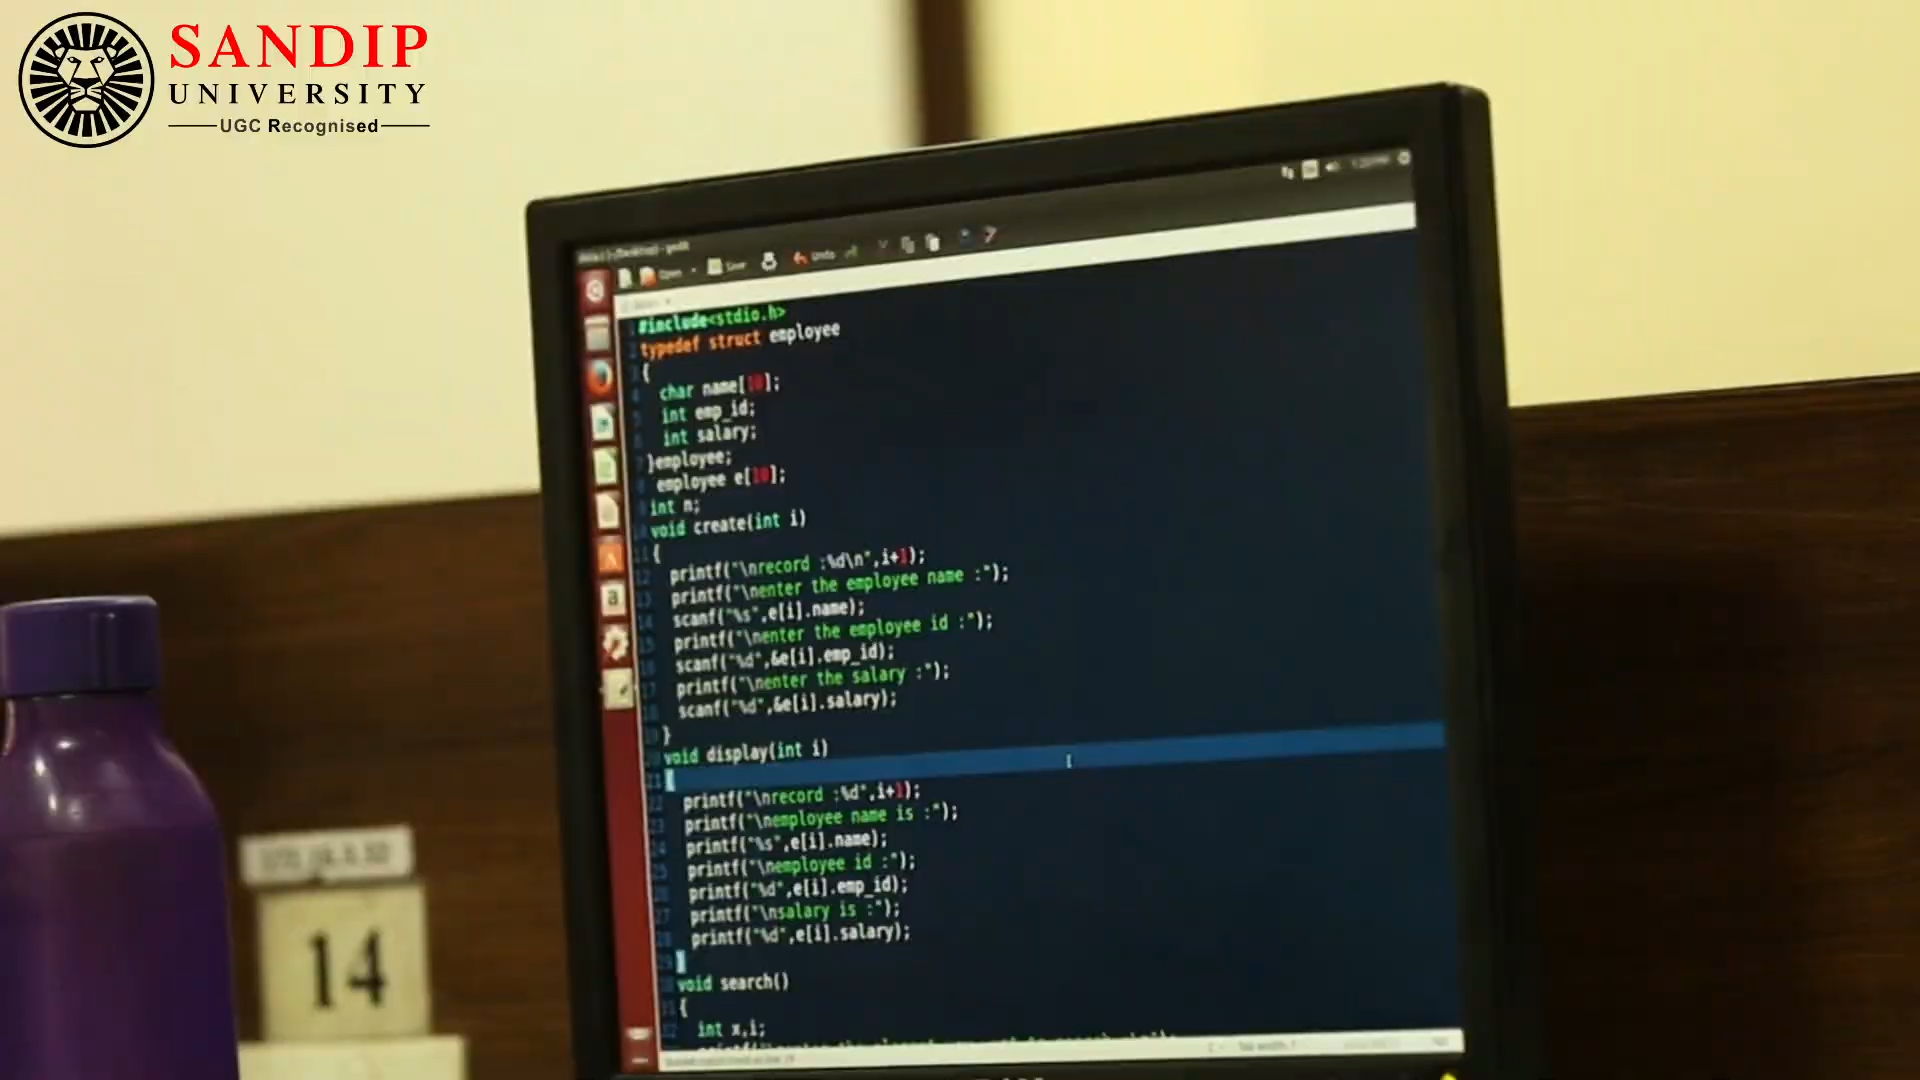 SANDIP
UNIVERSITY
UGC Recognised
Open Save Undo
#include<stdio.h>
typedef struct employee
{
char name[10];
int emp_id;
int salary;
}employee;
employee e[10];
int n;
void create(int i)
{
printf("\nrecord :%d\n",i+1);
printf("\nenter the employee name :");
scanf("%s",e[i].name);
printf("\nenter the employee id :");
scanf("%d",&e[i].emp_id);
printf("\nenter the salary :");
scanf("%d",&e[i].salary);
}
void display(int i)
{
printf("\nrecord :%d",i+1);
printf("\nemployee name is :");
printf("%s",e[i].name);
printf("\nemployee id :");
printf("%d",e[i].emp_id);
printf("\nsalary is :");
printf("%d",e[i].salary);
}
void search()
{
int x,i;
14